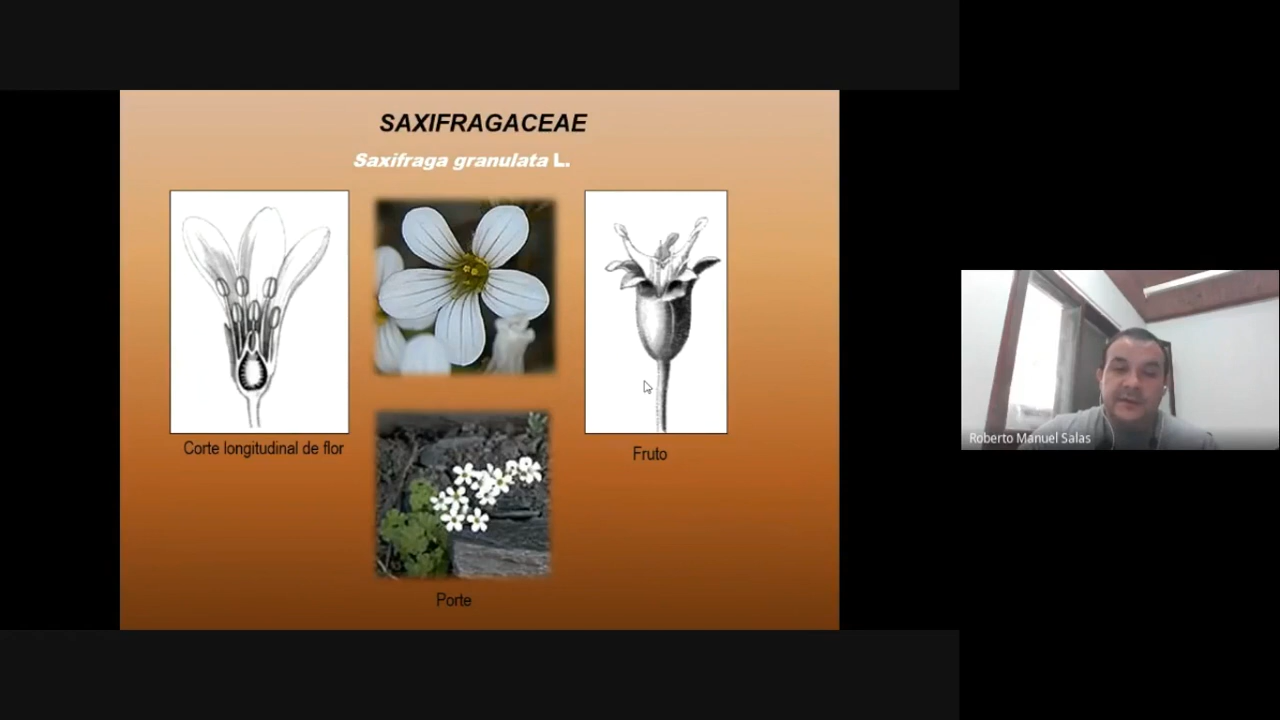 SAXIFRAGACEAE
Saxifraga granulata L.
Corte longitudinal de flor
Fruto
Porte
Roberto Manuel Salas